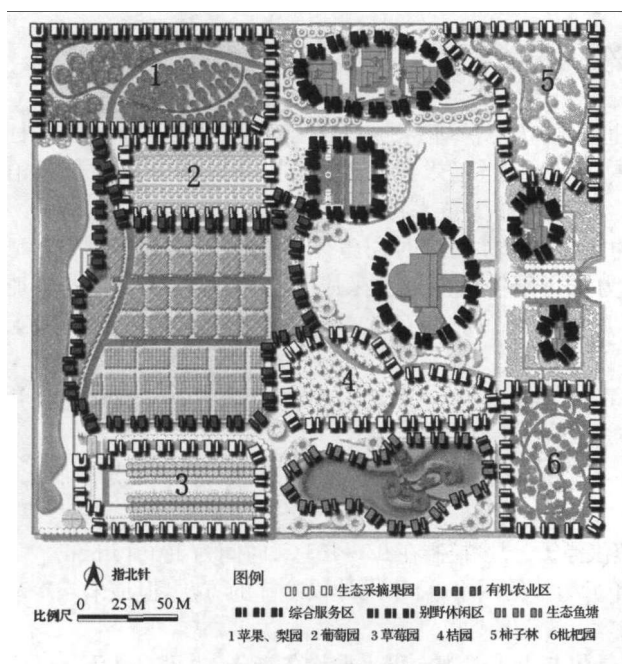 1
2
3
4
5
6
指北针
比例尺 0 25 M 50 M
图例
生态采摘果园 有机农业区
综合服务区 别野休闲区 生态鱼塘
1苹果、梨园 2葡萄园 3草莓园 4桔园 5柿子林 6枇杷园